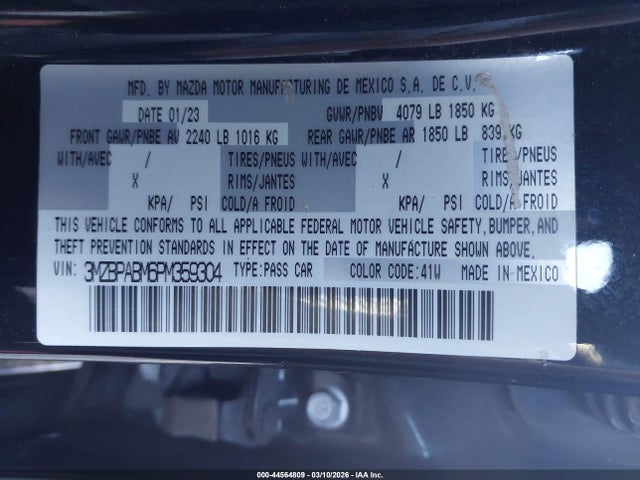 MFD. BY MAZDA MOTOR MANUFACTURING DE MEXICO S.A. DE C.V.
DATE 01/23 GVWR/PNBV 4079 LB 1850 KG
FRONT GAWR/PNBE AV 2240 LB 1016 KG REAR GAWR/PNBE AR 1850 LB 839 KG
WITH/AVEC / TIRES/PNEUS WITH/AVEC / TIRES/PNEUS
X RIMS/JANTES X RIMS/JANTES
KPA/ PSI COLD/A FROID KPA/ PSI COLD/A FROID
THIS VEHICLE CONFORMS TO ALL APPLICABLE FEDERAL MOTOR VEHICLE SAFETY,BUMPER,AND
THEFT PREVENTION STANDARDS IN EFFECT ON THE DATE OF MANUFACTURE SHOWN ABOVE.
VIN: 3MZBPABM6PM359304 TYPE:PASS CAR COLOR CODE:41W MADE IN MEXICO
000-44564809 - 03/10/2026 - IAA Inc.